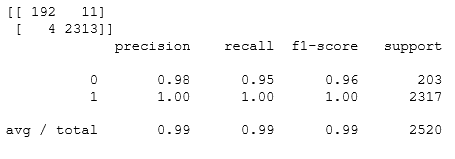 [[ 192 11]
[ 4 2313]]
precision recall f1-score support
0 0.98 0.95 0.96 203
1 1.00 1.00 1.00 2317
avg / total 0.99 0.99 0.99 2520